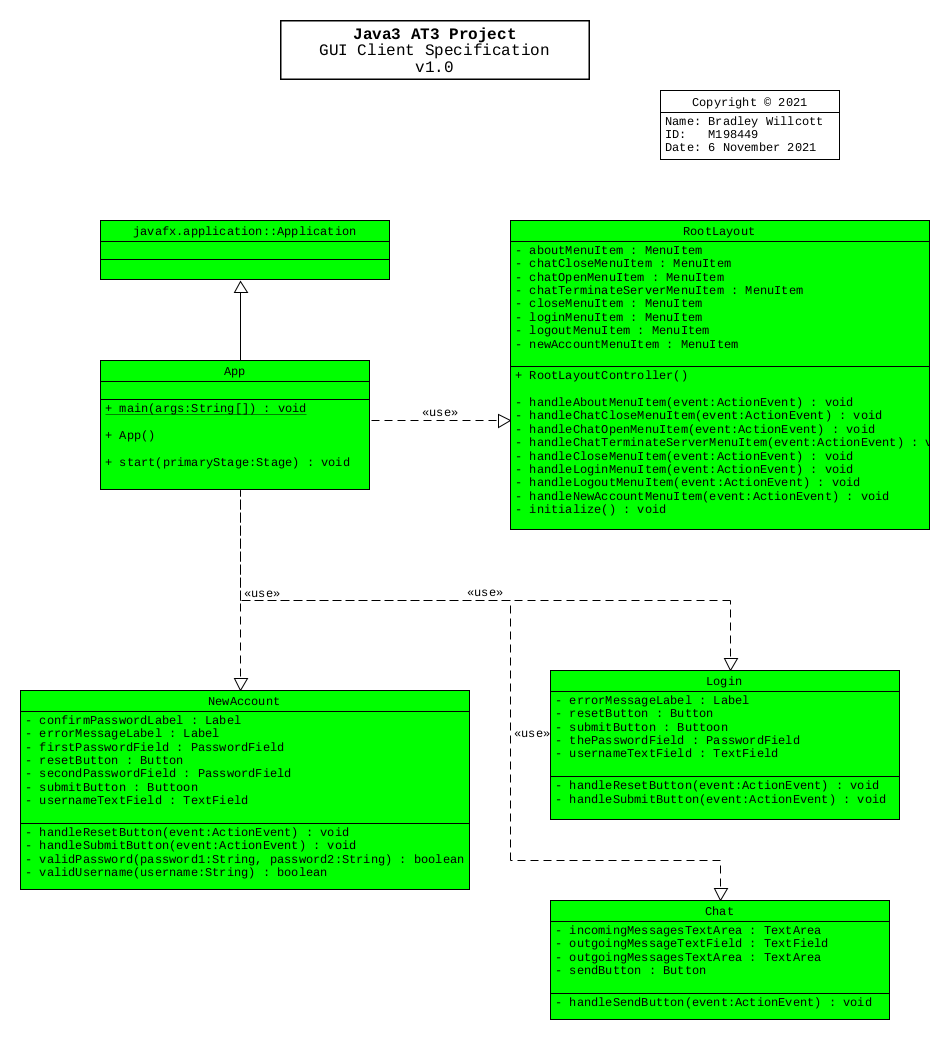 Java3 AT3 Project
GUI Client Specification
v1.0
Copyright © 2021
Name: Bradley Willcott
ID:   M198449
Date: 6 November 2021
javafx.application::Application
RootLayout
- aboutMenuItem : MenuItem
- chatCloseMenuItem : MenuItem
- chatOpenMenuItem : MenuItem
- chatTerminateServerMenuItem : MenuItem
- closeMenuItem : MenuItem
- loginMenuItem : MenuItem
- logoutMenuItem : MenuItem
- newAccountMenuItem : MenuItem
+ RootLayoutController()
- handleAboutMenuItem(event:ActionEvent) : void
- handleChatCloseMenuItem(event:ActionEvent) : void
- handleChatOpenMenuItem(event:ActionEvent) : void
- handleChatTerminateServerMenuItem(event:ActionEvent) :
- handleCloseMenuItem(event:ActionEvent) : void
- handleLoginMenuItem(event:ActionEvent) : void
- handleLogoutMenuItem(event:ActionEvent) : void
- handleNewAccountMenuItem(event:ActionEvent) : void
- initialize() : void
App
+ main(args:String[]) : void
+ App()
+ start(primaryStage:Stage) : void
«use»
«use»
«use»
«use»
NewAccount
- confirmPasswordLabel : Label
- errorMessageLabel : Label
- firstPasswordField : PasswordField
- resetButton : Button
- secondPasswordField : PasswordField
- submitButton : Buttoon
- usernameTextField : TextField
- handleResetButton(event:ActionEvent) : void
- handleSubmitButton(event:ActionEvent) : void
- validPassword(password1:String, password2:String) : boolean
- validUsername(username:String) : boolean
Login
- errorMessageLabel : Label
- resetButton : Button
- submitButton : Buttoon
- thePasswordField : PasswordField
- usernameTextField : TextField
- handleResetButton(event:ActionEvent) : void
- handleSubmitButton(event:ActionEvent) : void
Chat
- incomingMessagesTextArea : TextArea
- outgoingMessageTextField : TextField
- outgoingMessagesTextArea : TextArea
- sendButton : Button
- handleSendButton(event:ActionEvent) : void